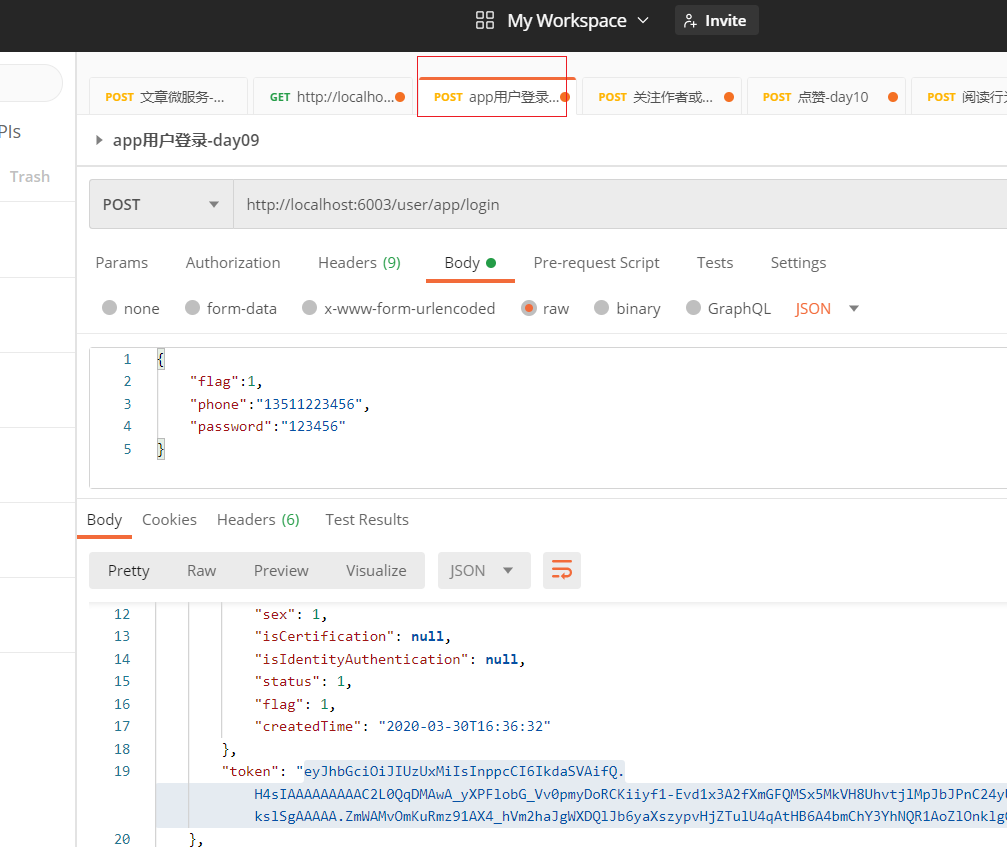 My Workspace Invite
POST 文章微服务-... GET http://localho... POST app用户登录... POST 关注作者或... POST 点赞-day10 POST 阅读行
PIs
app用户登录-day09
Trash
POST http://localhost:6003/user/app/login
Params Authorization Headers (9) Body Pre-request Script Tests Settings
none form-data x-www-form-urlencoded raw binary GraphQL JSON
1 {
2 "flag":1,
3 "phone":"13511223456",
4 "password":"123456"
5 }
Body Cookies Headers (6) Test Results
Pretty Raw Preview Visualize JSON
12 "sex": 1,
13 "isCertification": null,
14 "isIdentityAuthentication": null,
15 "status": 1,
16 "flag": 1,
17 "createdTime": "2020-03-30T16:36:32"
18 },
19 "token": "eyJhbGciOiJIUzUxMiIsInppcCI6IkdaSVAifQ.
H4sIAAAAAAAAAC2L0QqDMAwA_yXPFlobG_Vv0pmyDoRCKiiyf1-Evd1x3A2fXmGFQMSx5MkVH8UhvtjlMpJbJPnC24yU
kslSgAAAAA.ZmWAMvOmKuRmz91AX4_hVm2haJgWXDQlJb6yaXszypvHjZTulU4qAtHB6A4bmChY3YhNQR1AoZlOnklg
20 },